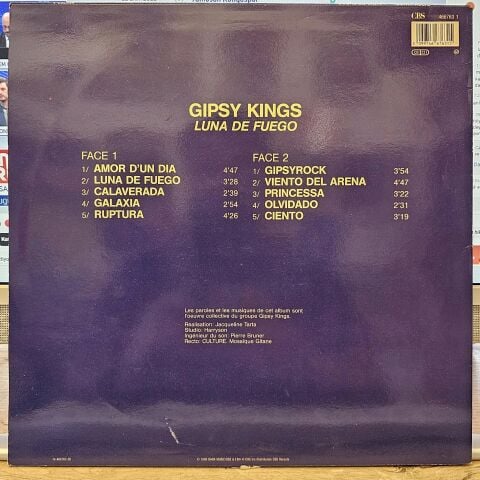 CBS
466763 1
GIPSY KINGS
LUNA DE FUEGO
FACE 1
1/ AMOR D'UN DIA 4'47
2/ LUNA DE FUEGO 3'28
3/ CALAVERADA 2'39
4/ GALAXIA 2'54
5/ RUPTURA 4'26
FACE 2
1/ GIPSYROCK 3'54
2/ VIENTO DEL ARENA 4'47
3/ PRINCESSA 3'22
4/ OLVIDADO 2'31
5/ CIENTO 3'19
Les paroles et les musiques de cet album sont
l'oeuvre collective du groupe Gipsy Kings.
Réalisation: Jacqueline Tarta
Studio: Harryson
Ingénieur du son: Pierre Bruner
Recto: CULTURE. Mosaïque Gitane